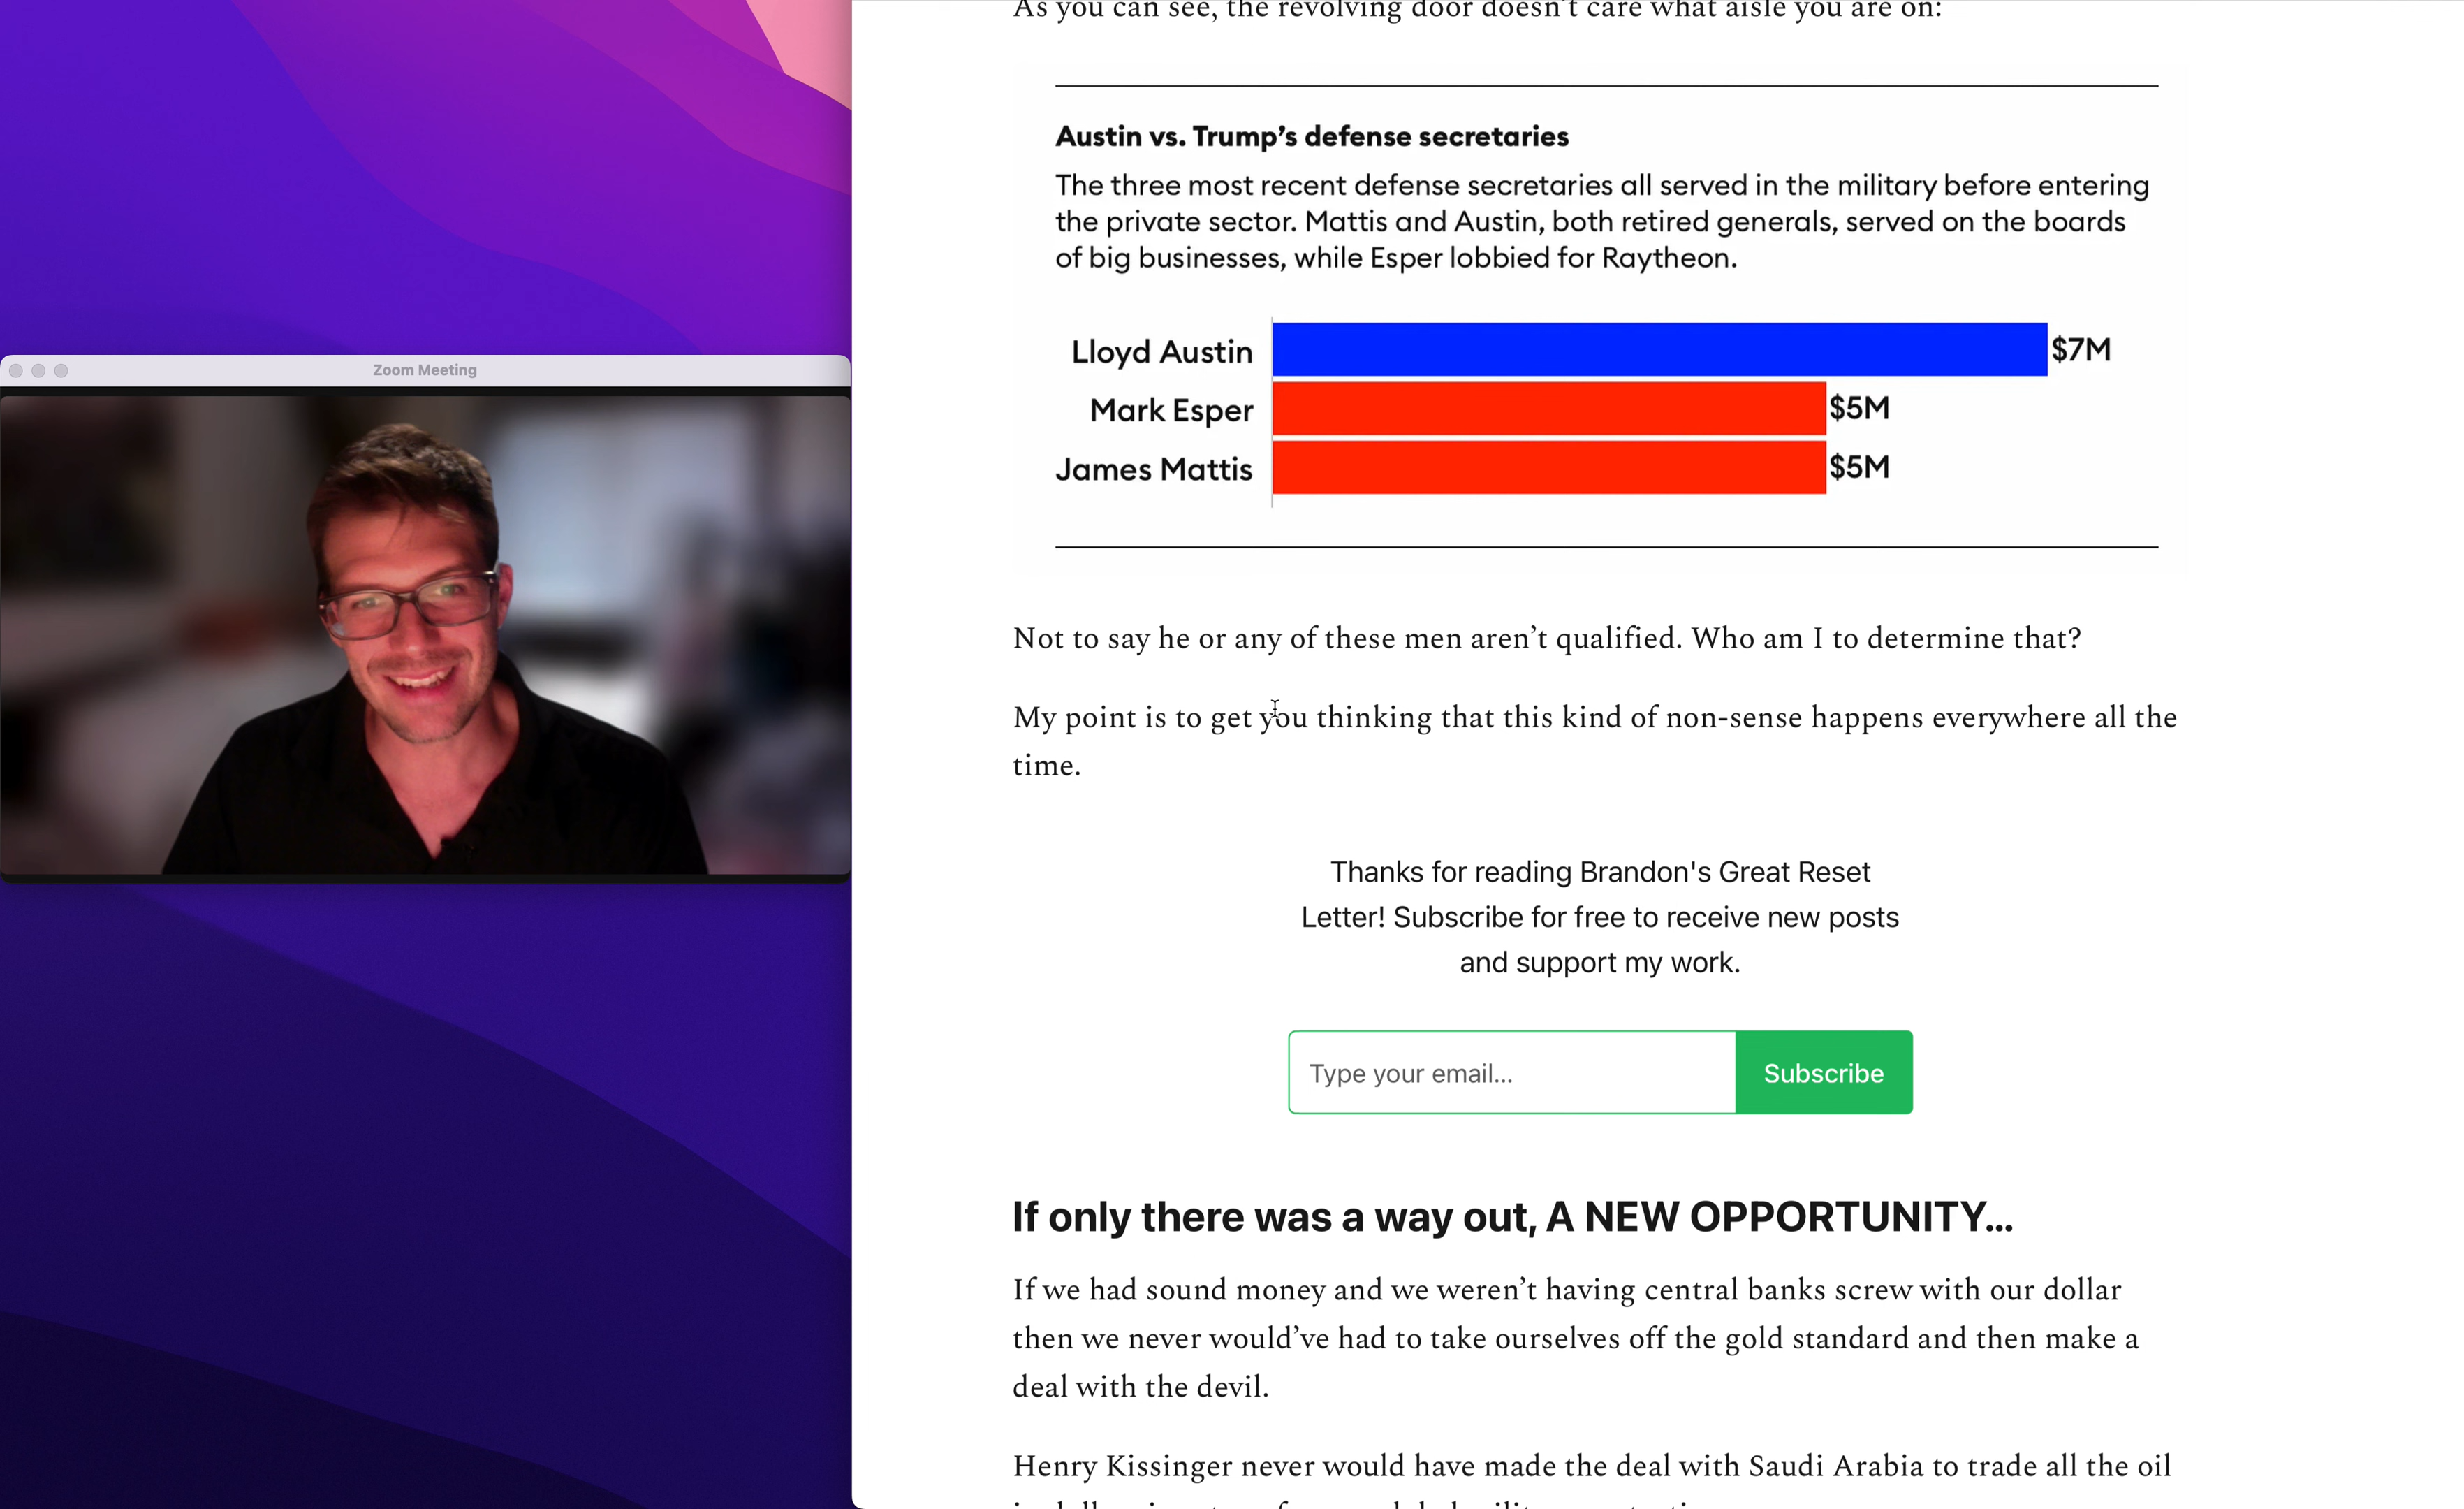 As you can see, the revolving door doesn't care what aisle you are on:
Austin vs. Trump's defense secretaries
The three most recent defense secretaries all served in the military before entering
the private sector. Mattis and Austin, both retired generals, served on the boards
of big businesses, while Esper lobbied for Raytheon.
Lloyd Austin $7M
Mark Esper $5M
James Mattis $5M
Zoom Meeting
Not to say he or any of these men aren't qualified. Who am I to determine that?
My point is to get you thinking that this kind of non-sense happens everywhere all the
time.
Thanks for reading Brandon's Great Reset
Letter! Subscribe for free to receive new posts
and support my work.
Type your email...
Subscribe
If only there was a way out, A NEW OPPORTUNITY...
If we had sound money and we weren't having central banks screw with our dollar
then we never would've had to take ourselves off the gold standard and then make a
deal with the devil.
Henry Kissinger never would have made the deal with Saudi Arabia to trade all the oil